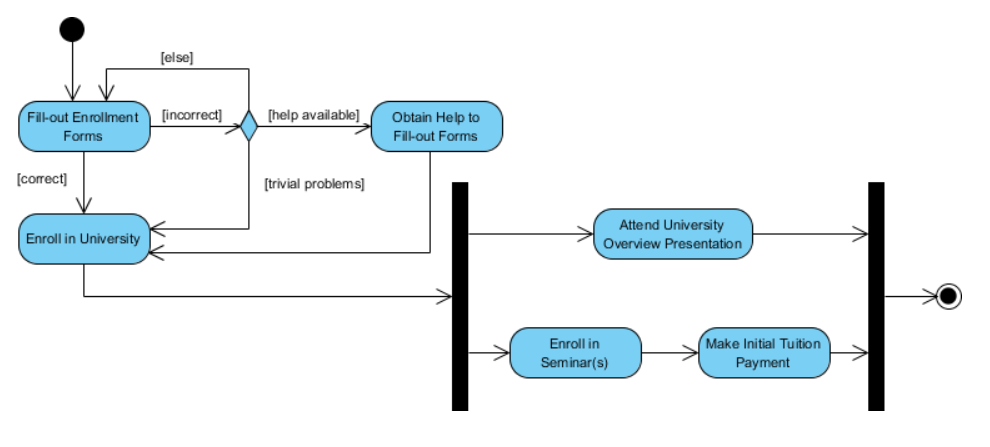 [else]
Fill-out Enrollment
Forms
[incorrect]
[help available]
Obtain Help to
Fill-out Forms
[correct]
[trivial problems]
Enroll in University
Attend University
Overview Presentation
Enroll in
Seminar(s)
Make Initial Tuition
Payment